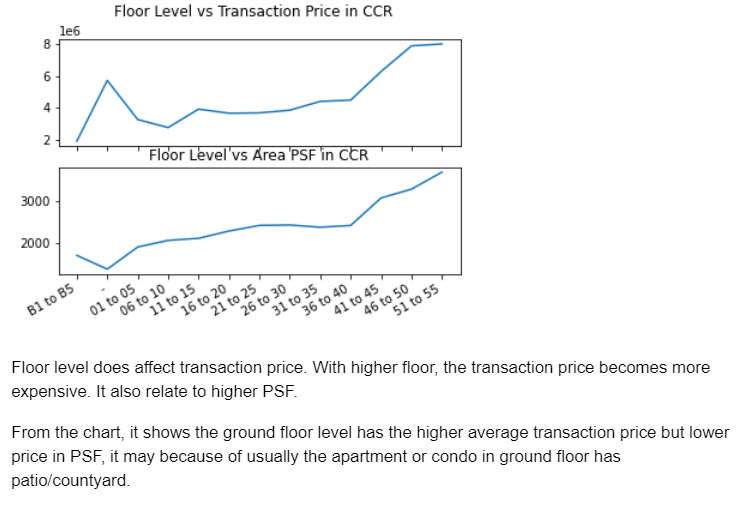 Floor Level vs Transaction Price in CCR
1e6
8
6
4
2
Floor Level vs Area PSF in CCR
3000
2000
B1 to B5
-
01 to 05
06 to 10
11 to 15
16 to 20
21 to 25
26 to 30
31 to 35
36 to 40
41 to 45
46 to 50
51 to 55
Floor level does affect transaction price. With higher floor, the transaction price becomes more
expensive. It also relate to higher PSF.
From the chart, it shows the ground floor level has the higher average transaction price but lower
price in PSF, it may because of usually the apartment or condo in ground floor has
patio/countyard.